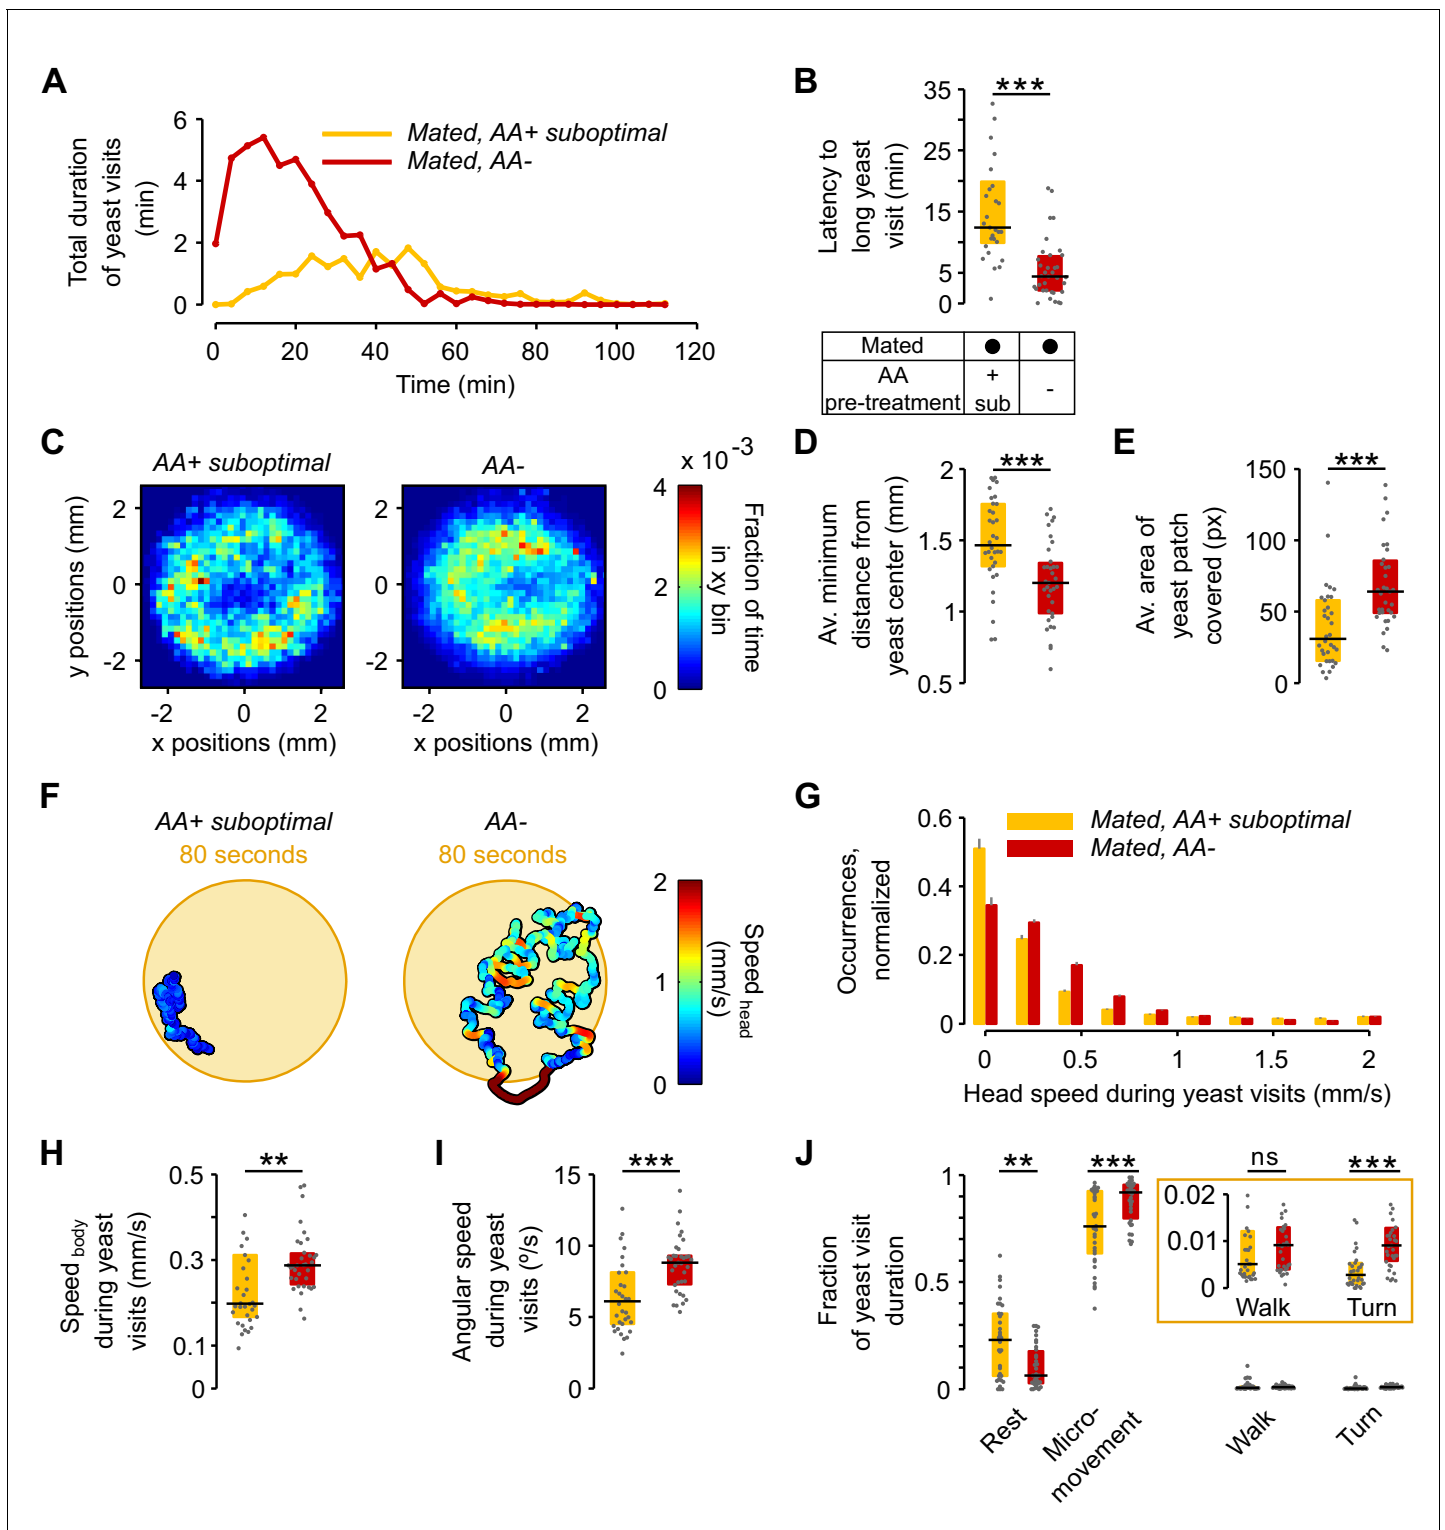 A
Total duration
of yeast visits
(min)
6
4
2
0
Mated, AA+ suboptimal
Mated, AA-
0 20 40 60 80 100 120
Time (min)
B
Latency to
long yeast
visit (min)
35
25
15
5
0
***
Mated ● ●
AA
pre-treatment
+
sub
-
C
AA+ suboptimal
AA-
y positions (mm)
2
0
-2
-2 0 2
x positions (mm)
2
0
-2
-2 0 2
x positions (mm)
x 10-3
4
2
0
Fraction of time
in xy bin
D
Av. minimum
distance from
yeast center (mm)
2
1.5
1
0.5
***
E
Av. area of
yeast patch
covered (px)
150
100
50
0
***
F
AA+ suboptimal
80 seconds
AA-
80 seconds
2
1
0
Speed head
(mm/s)
G
Occurrences,
normalized
0.6
0.4
0.2
0
Mated, AA+ suboptimal
Mated, AA-
0 0.5 1 1.5 2
Head speed during yeast visits (mm/s)
H
Speed body
during yeast
visits (mm/s)
0.5
0.3
0.1
0
**
I
Angular speed
during yeast
visits (º/s)
15
10
5
0
***
J
Fraction
of yeast visit
duration
1
0.5
0
**
***
ns
***
0.02
0.01
0
Walk
Turn
Rest
Micro-
movement
Walk
Turn